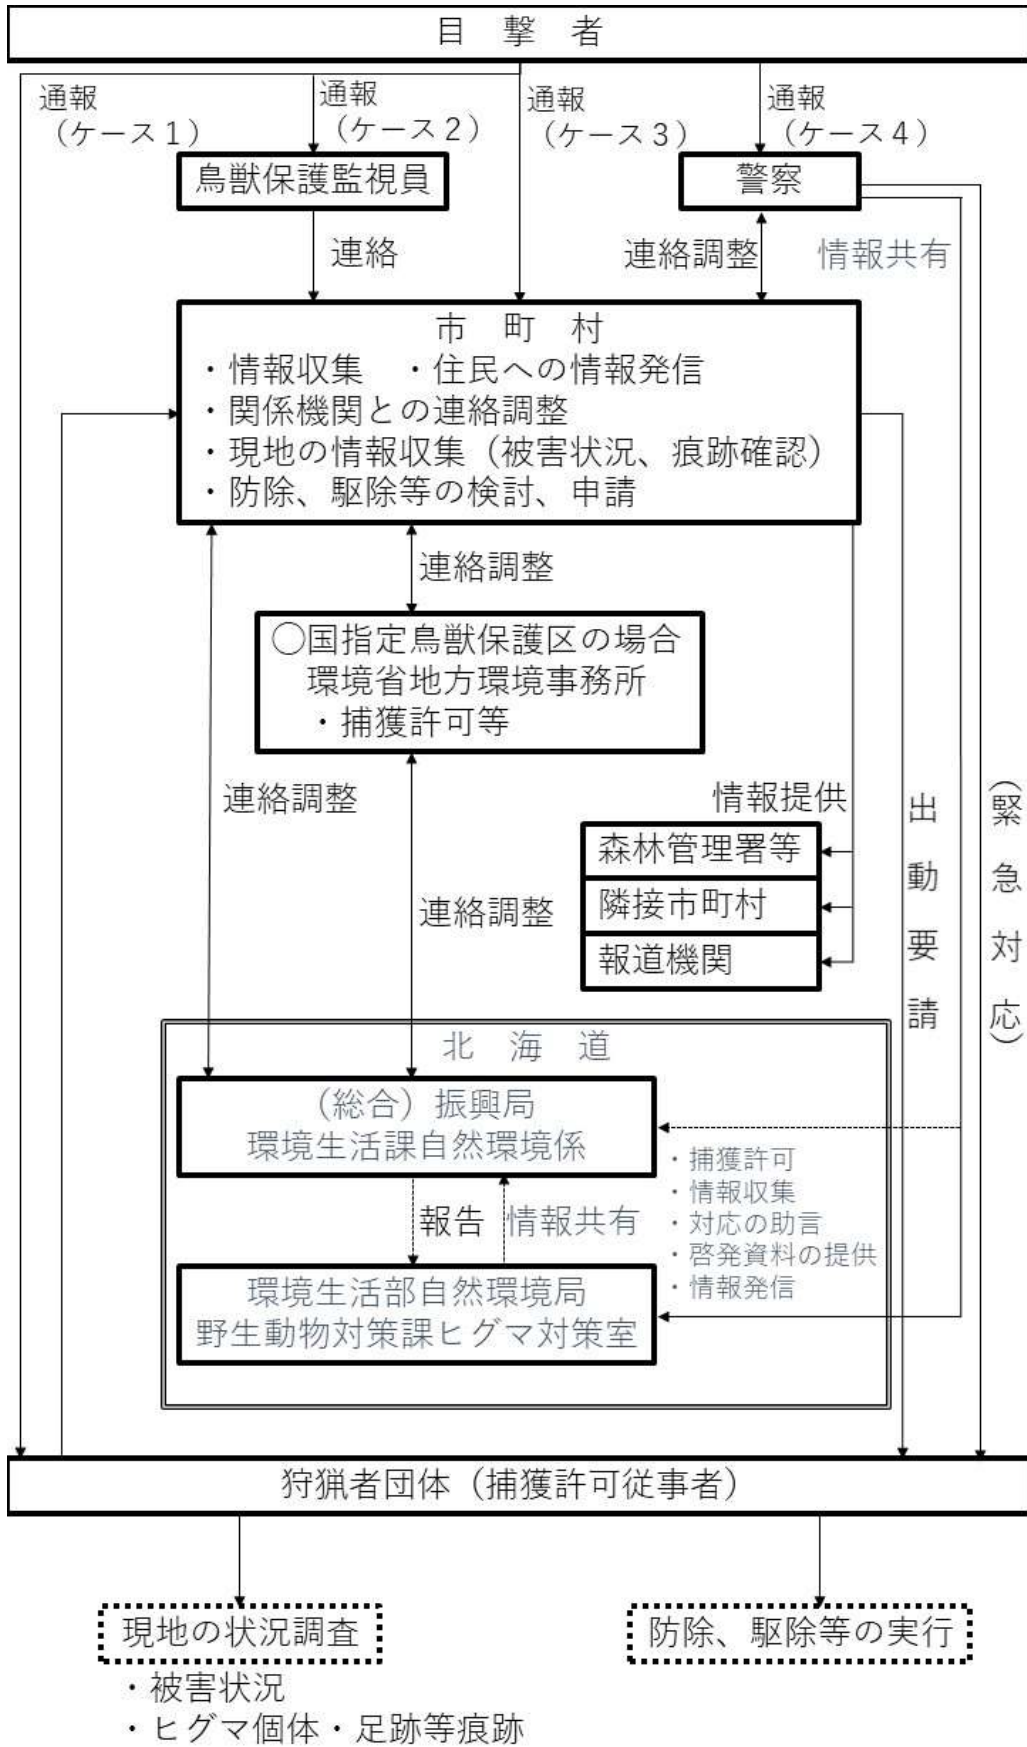 目　撃　者
通報
（ケース１）
通報
（ケース２）
通報
（ケース３）
通報
（ケース４）
鳥獣保護監視員
警察
連絡
連絡調整
情報共有
市　町　村
・情報収集　・住民への情報発信
・関係機関との連絡調整
・現地の情報収集（被害状況、痕跡確認）
・防除、駆除等の検討、申請
連絡調整
○国指定鳥獣保護区の場合
環境省地方環境事務所
・捕獲許可等
連絡調整
連絡調整
情報提供
森林管理署等
隣接市町村
報道機関
出動要請
（緊急対応）
北　海　道
（総合）振興局
環境生活課自然環境係
報告
情報共有
環境生活部自然環境局
野生動物対策課ヒグマ対策室
・捕獲許可
・情報収集
・対応の助言
・啓発資料の提供
・情報発信
狩猟者団体（捕獲許可従事者）
現地の状況調査
・被害状況
・ヒグマ個体・足跡等痕跡
防除、駆除等の実行